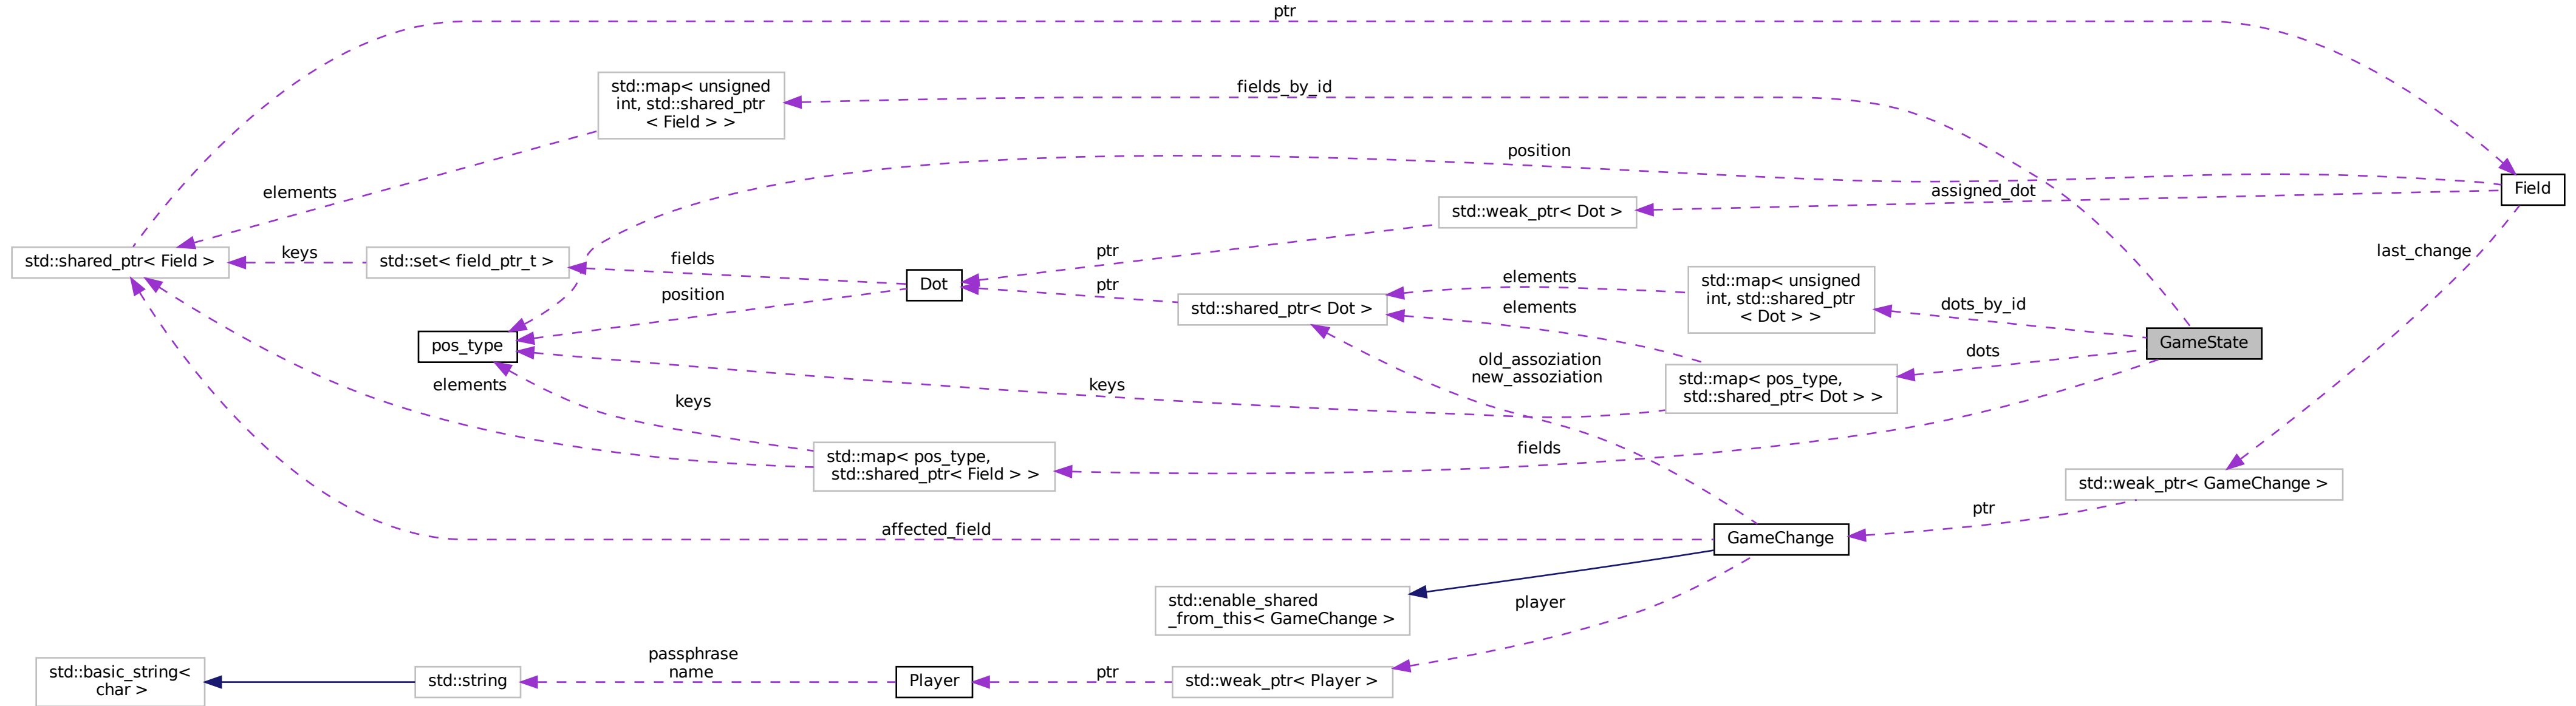 ptr
std::map< unsigned
int, std::shared_ptr
< Field > >
fields_by_id
position
elements
assigned_dot
Field
std::weak_ptr< Dot >
last_change
std::shared_ptr< Field >
keys
std::set< field_ptr_t >
fields
ptr
Dot
ptr
position
elements
std::map< unsigned
int, std::shared_ptr
< Dot > >
dots_by_id
std::shared_ptr< Dot >
elements
pos_type
GameState
old_assoziation
new_assoziation
dots
elements
keys
keys
std::map< pos_type,
std::shared_ptr< Dot > >
std::map< pos_type,
std::shared_ptr< Field > >
fields
std::weak_ptr< GameChange >
ptr
affected_field
GameChange
std::enable_shared
_from_this< GameChange >
player
std::basic_string<
char >
std::string
passphrase
name
Player
ptr
std::weak_ptr< Player >